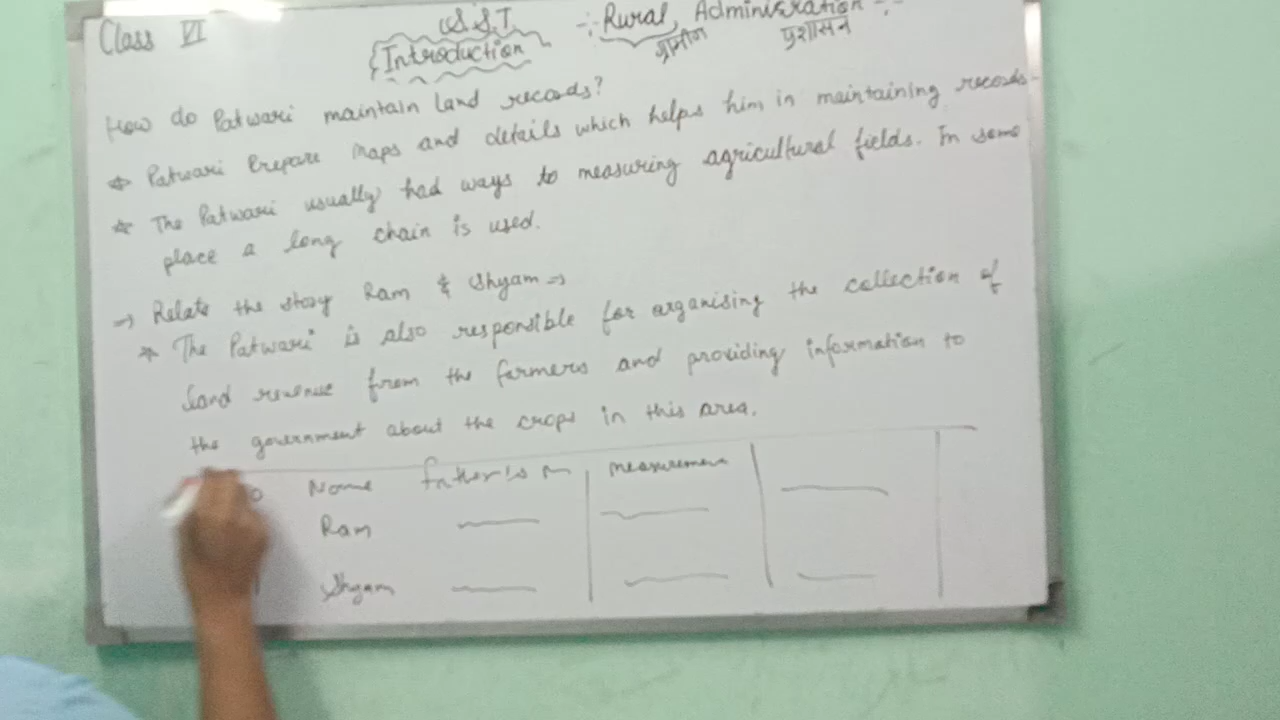 Class VI
S.S.T. -:- Rural Administration -:-
Introduction ग्रामीण प्रशासन
How do Patwari maintain Land records?
* Patwari Prepare Maps and details which helps him in maintaining records.
* The Patwari usually had ways to measuring agricultural fields. In some
place a long chain is used.
⇒ Relate the story Ram & Shyam ⇒
* The Patwari is also responsible for organising the collection of
Land revenue from the farmers and providing information to
the government about the crops in this area.
Name Father's measurement
Ram
Shyam